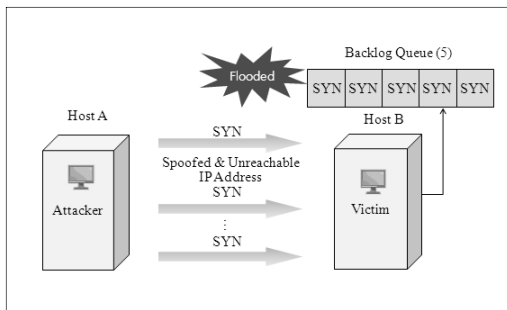 Backlog Queue (5)
Flooded
SYN SYN SYN SYN SYN
Host A
Host B
SYN
Spoofed & Unreachable
IP Address
SYN
⋮
SYN
Attacker
Victim